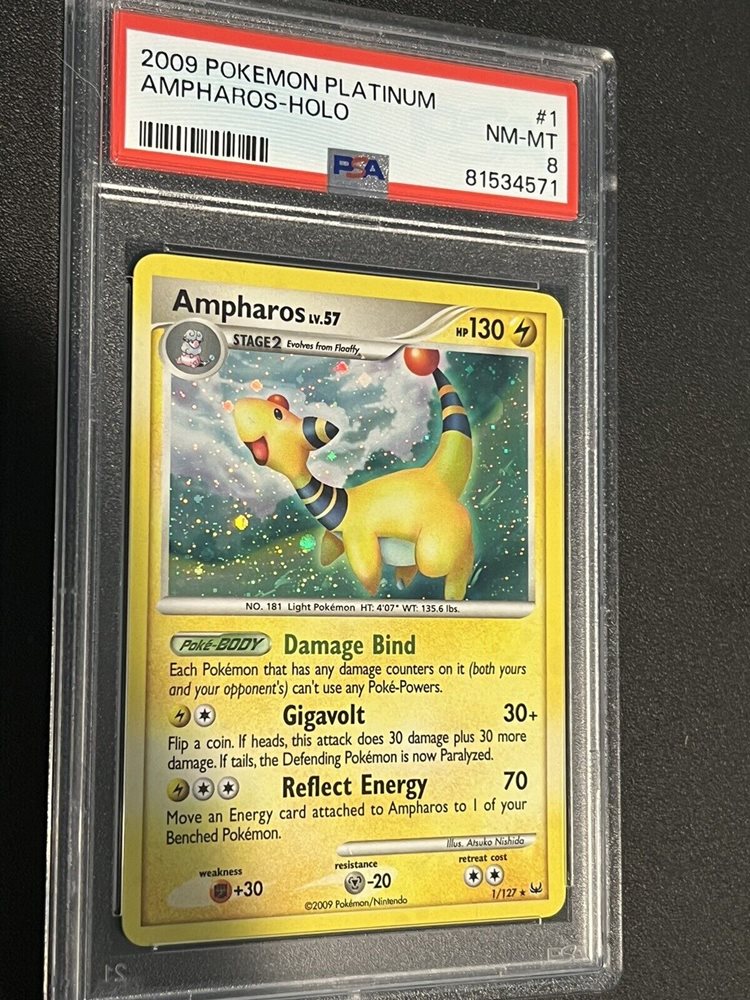 2009 POKEMON PLATINUM #1
AMPHAROS-HOLO NM-MT
8
PSA 81534571
Ampharos LV.57 HP 130
STAGE2 Evolves from Flaaffy
NO. 181 Light Pokémon HT: 4'07" WT: 135.6 lbs.
Poké-BODY Damage Bind
Each Pokémon that has any damage counters on it (both yours
and your opponent's) can't use any Poké-Powers.
Gigavolt 30+
Flip a coin. If heads, this attack does 30 damage plus 30 more
damage. If tails, the Defending Pokémon is now Paralyzed.
Reflect Energy 70
Move an Energy card attached to Ampharos to 1 of your
Benched Pokémon.
Illus. Atsuko Nishida
weakness resistance retreat cost
+30 -20
©2009 Pokémon/Nintendo 1/127